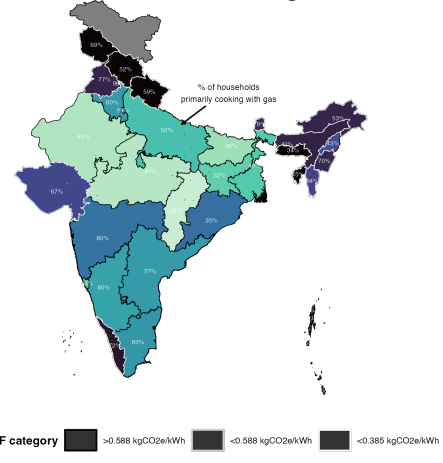 69%
52%
77%
59%
% of households
primarily cooking with gas
60%
53%
50%
41%
43%
70%
32%
67%
35%
80%
77%
80%
83%
F category
>0.588 kgCO2e/kWh
<0.588 kgCO2e/kWh
<0.385 kgCO2e/kWh